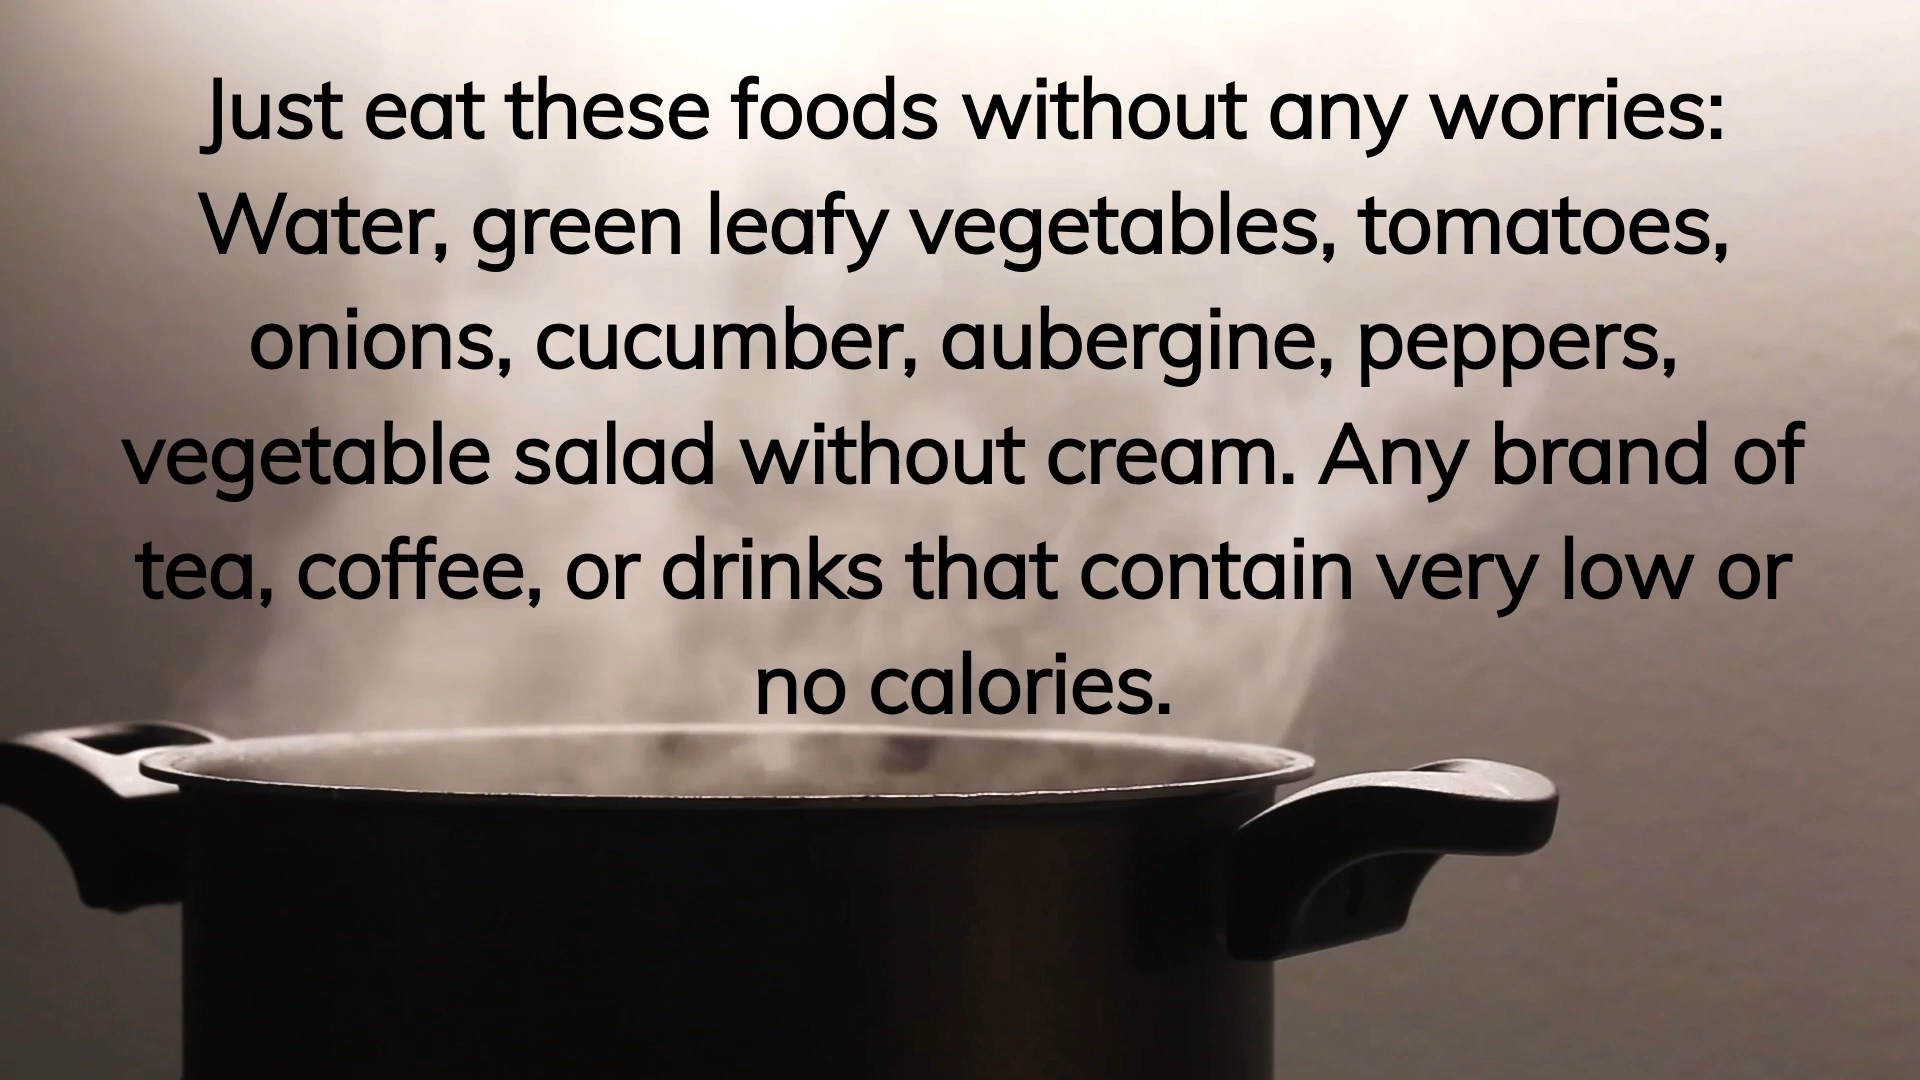 Just eat these foods without any worries:
Water, green leafy vegetables, tomatoes,
onions, cucumber, aubergine, peppers,
vegetable salad without cream. Any brand of
tea, coffee, or drinks that contain very low or
no calories.